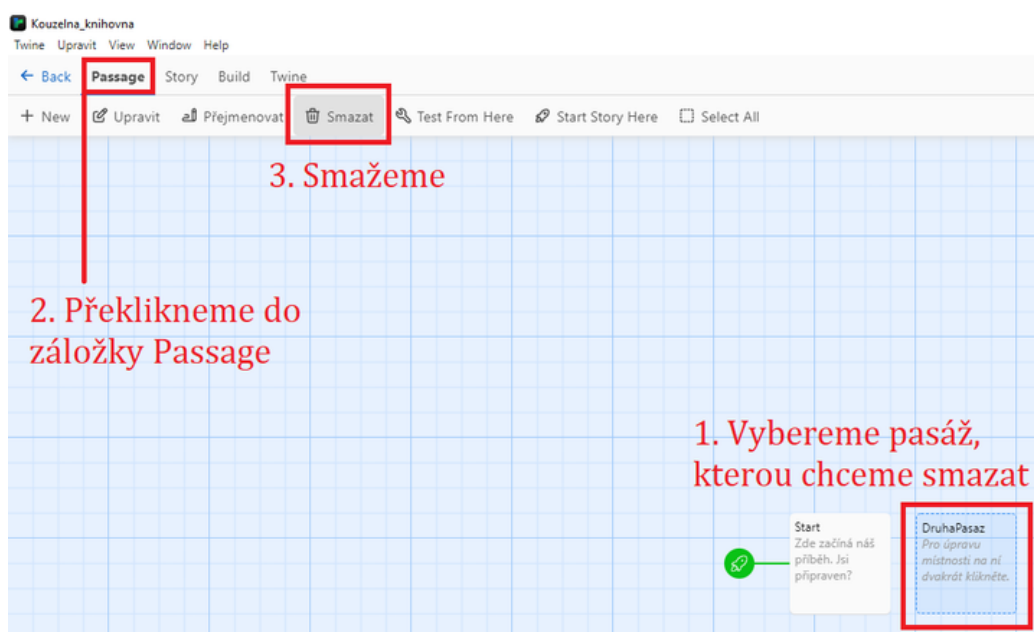 Kouzelna_knihovna
Twine Upravit View Window Help
← Back Passage Story Build Twine
+ New Upravit Přejmenovat Smazat Test From Here Start Story Here Select All
3. Smažeme
2. Překlikneme do
záložky Passage
1. Vybereme pasáž,
kterou chceme smazat
Start
Zde začíná náš
příběh. Jsi
připraven?
DruhaPasaz
Pro úpravu
místnosti na ní
dvakrát klikněte.